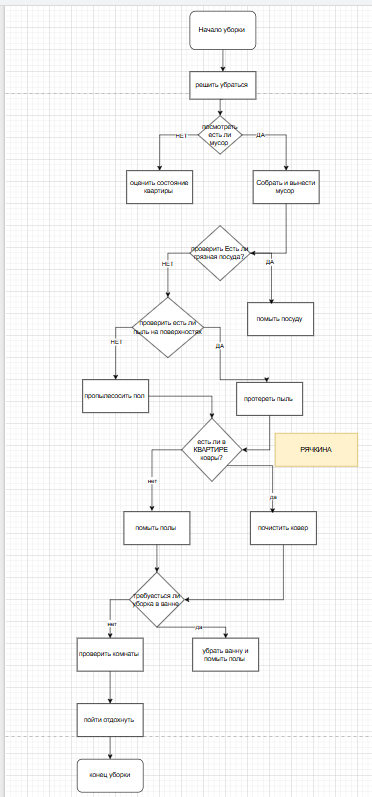 Начало уборки
решить убраться
посмотреть
есть ли
мусор
НЕТ
ДА
оценить состояние
квартиры
Собрать и вынести
мусор
проверить Есть ли
грязная посуда?
НЕТ
ДА
помыть посуду
проверить есть ли
пыль на поверхностях
НЕТ
ДА
пропылесосить пол
протереть пыль
есть ли в
КВАРТИРЕ
ковры?
РЯЧКИНА
нет
да
помыть полы
почистить ковер
требуется ли
уборка в ванне
нет
да
проверить комнаты
убрать ванну и
помыть полы
пойти отдохнуть
конец уборки